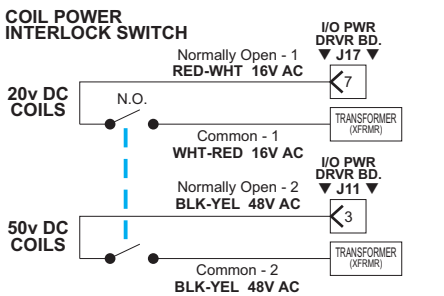 COIL POWER
INTERLOCK SWITCH
I/O PWR
DRVR BD.
▼ J17 ▼
Normally Open - 1
RED-WHT 16V AC
7
20v DC
COILS
N.O.
TRANSFORMER
(XFRMR)
Common - 1
WHT-RED 16V AC
I/O PWR
DRVR BD.
▼ J11 ▼
Normally Open - 2
BLK-YEL 48V AC
3
50v DC
COILS
TRANSFORMER
(XFRMR)
Common - 2
BLK-YEL 48V AC